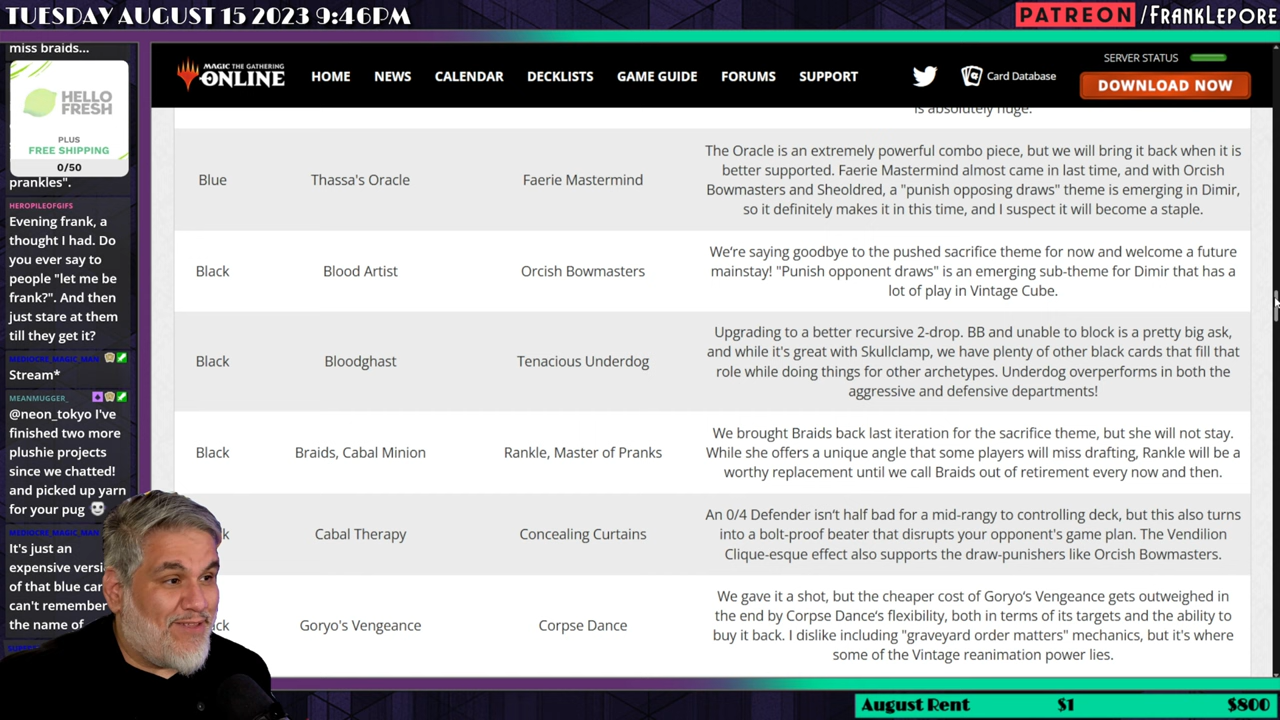 TUESDAY AUGUST 15 2023 9:46PM
PATREON /FRANKLEPORE
miss braids...
HELLO
FRESH
PLUS
FREE SHIPPING
0/50
prankles".
HEROPILEOFGIFS
Evening frank, a
thought I had. Do
you ever say to
people "let me be
frank?". And then
just stare at them
till they get it?
MEDIOCRE_MAGIC_MAN
Stream*
MEANMUGGER_
@neon_tokyo I've
finished two more
plushie projects
since we chatted!
and picked up yarn
for your pug
MEDIOCRE_MAGIC_MAN
It's just an
expensive versi
of that blue car
can't remember
the name of
MAGIC THE GATHERING
ONLINE
HOME NEWS CALENDAR DECKLISTS GAME GUIDE FORUMS SUPPORT
Card Database
SERVER STATUS
DOWNLOAD NOW
is absolutely huge.
Blue
Thassa's Oracle
Faerie Mastermind
The Oracle is an extremely powerful combo piece, but we will bring it back when it is
better supported. Faerie Mastermind almost came in last time, and with Orcish
Bowmasters and Sheoldred, a "punish opposing draws" theme is emerging in Dimir,
so it definitely makes it in this time, and I suspect it will become a staple.
Black
Blood Artist
Orcish Bowmasters
We're saying goodbye to the pushed sacrifice theme for now and welcome a future
mainstay! "Punish opponent draws" is an emerging sub-theme for Dimir that has a
lot of play in Vintage Cube.
Black
Bloodghast
Tenacious Underdog
Upgrading to a better recursive 2-drop. BB and unable to block is a pretty big ask,
and while it's great with Skullclamp, we have plenty of other black cards that fill that
role while doing things for other archetypes. Underdog overperforms in both the
aggressive and defensive departments!
Black
Braids, Cabal Minion
Rankle, Master of Pranks
We brought Braids back last iteration for the sacrifice theme, but she will not stay.
While she offers a unique angle that some players will miss drafting, Rankle will be a
worthy replacement until we call Braids out of retirement every now and then.
k
Cabal Therapy
Concealing Curtains
An 0/4 Defender isn't half bad for a mid-rangy to controlling deck, but this also turns
into a bolt-proof beater that disrupts your opponent's game plan. The Vendilion
Clique-esque effect also supports the draw-punishers like Orcish Bowmasters.
ck
Goryo's Vengeance
Corpse Dance
We gave it a shot, but the cheaper cost of Goryo's Vengeance gets outweighed in
the end by Corpse Dance's flexibility, both in terms of its targets and the ability to
buy it back. I dislike including "graveyard order matters" mechanics, but it's where
some of the Vintage reanimation power lies.
August Rent $1 $800